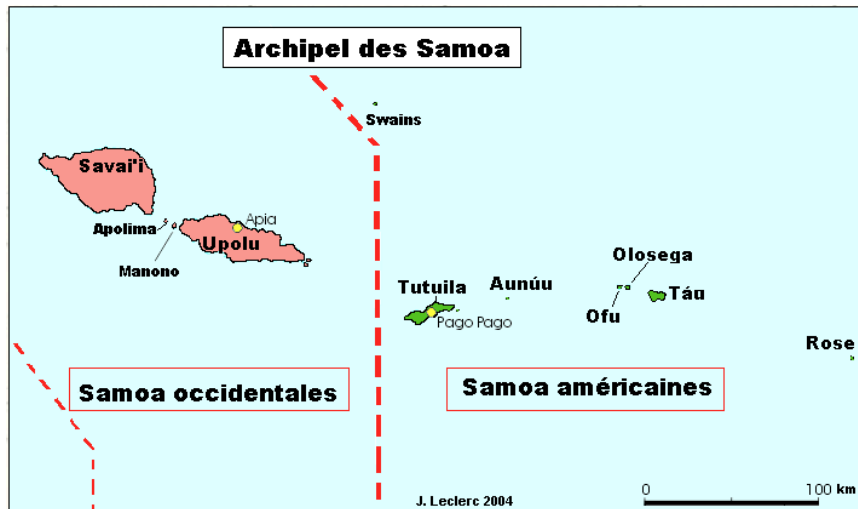 Archipel des Samoa
Swains
Savai'i
Apia
Apolima
Upolu
Manono
Olosega
Tutuila
Aunúu
Táu
Ofu
Pago Pago
Rose
Samoa occidentales
Samoa américaines
0
100 km
J. Leclerc 2004